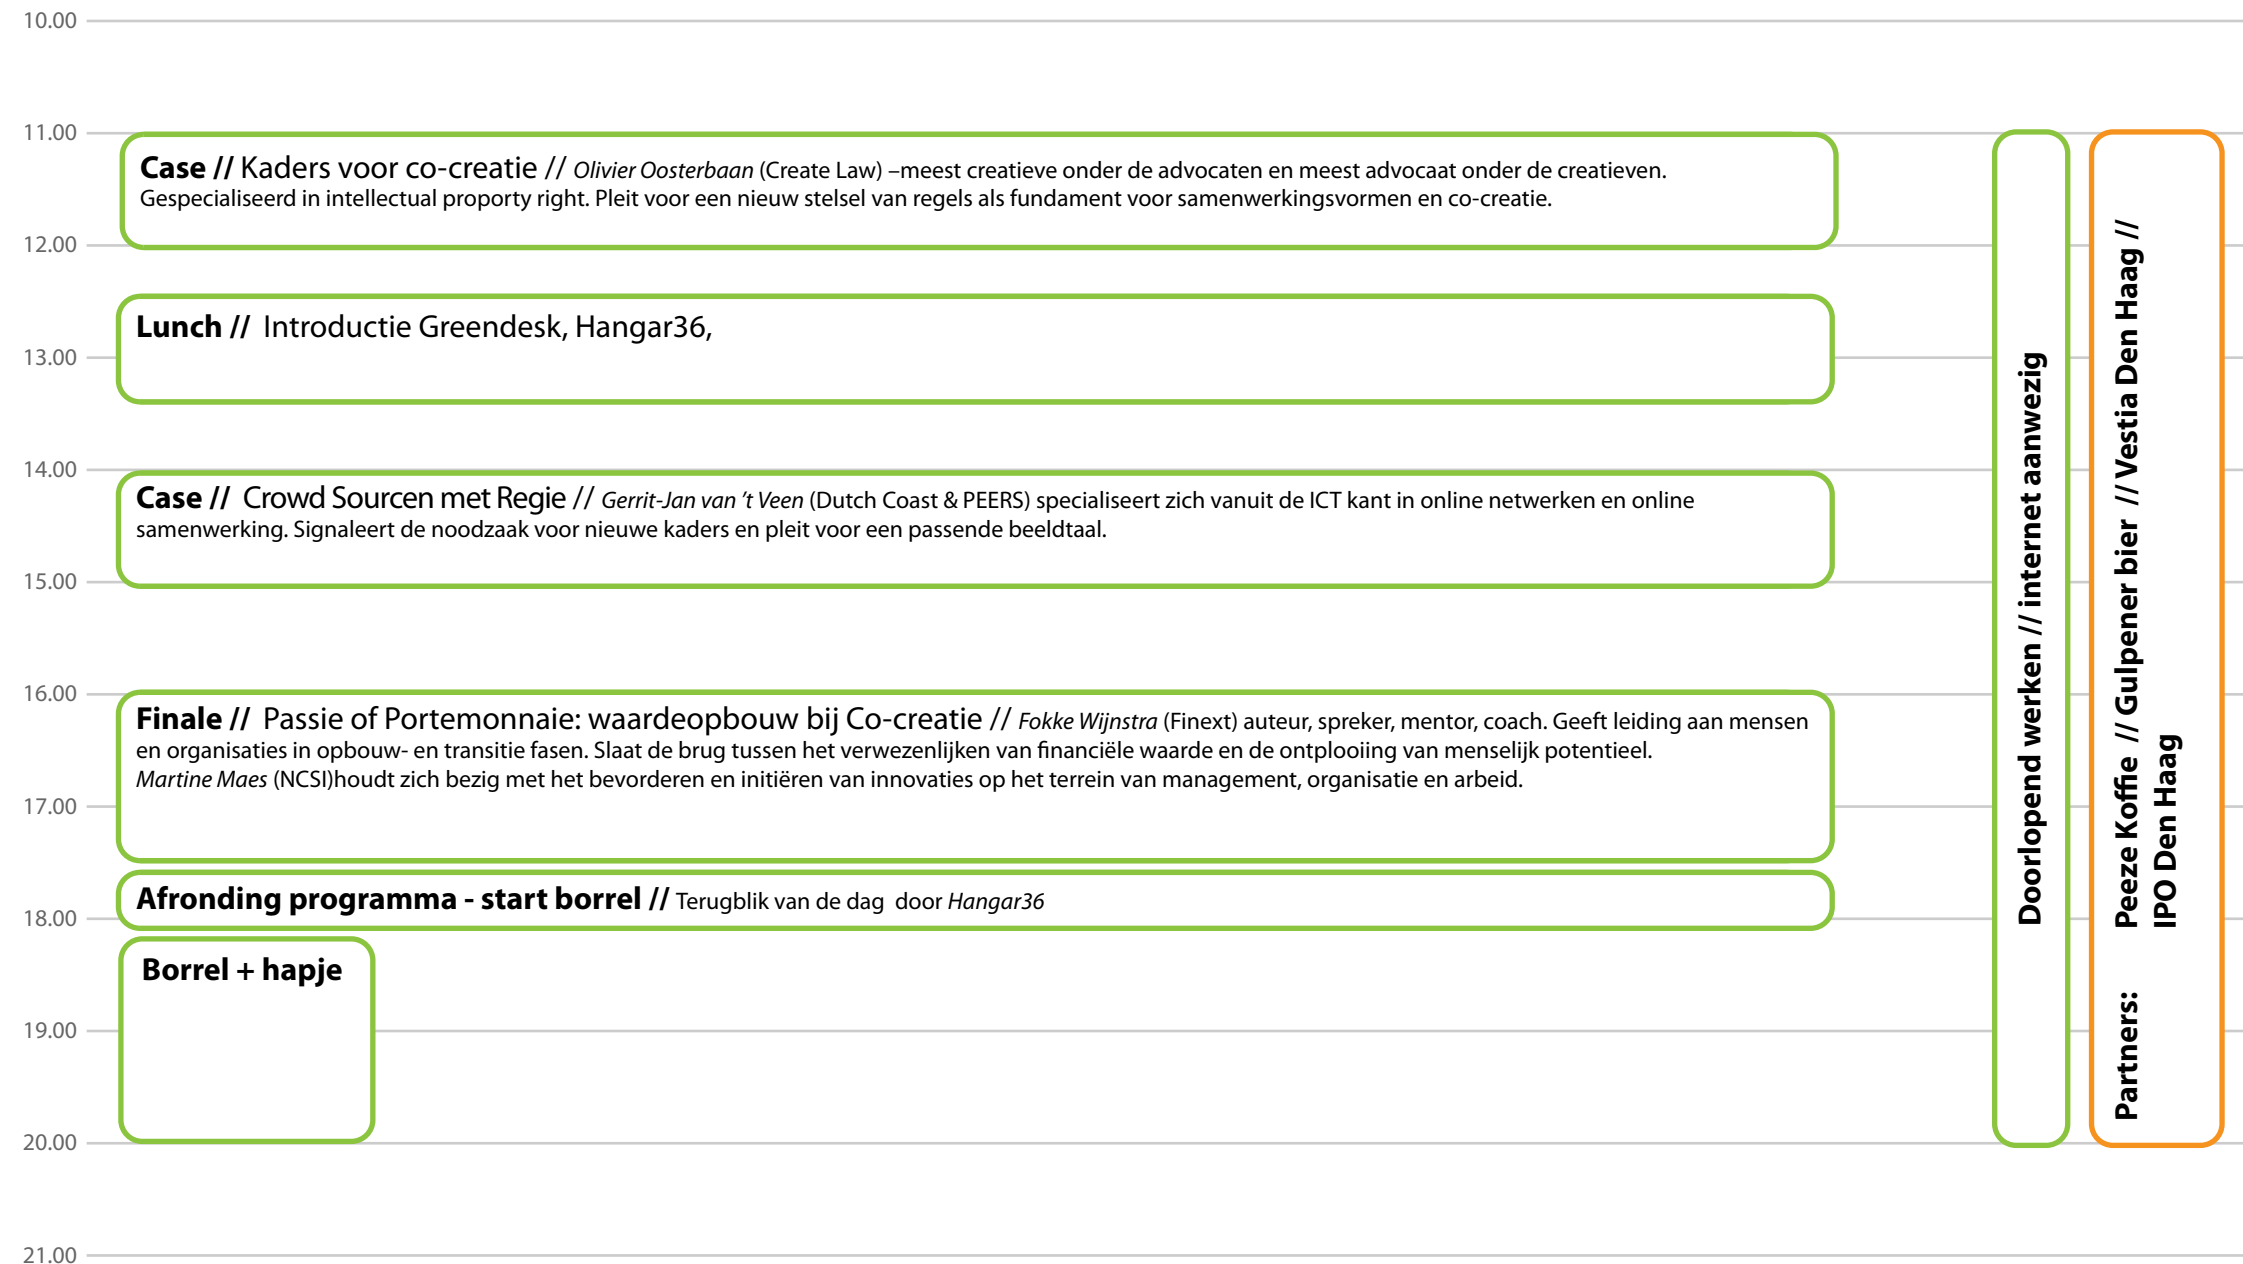 10.00
11.00
Case // Kaders voor co-creatie // Olivier Oosterbaan (Create Law) –meest creatieve onder de advocaten en meest advocaat onder de creatieven.
Gespecialiseerd in intellectual proporty right. Pleit voor een nieuw stelsel van regels als fundament voor samenwerkingsvormen en co-creatie.
12.00
Lunch // Introductie Greendesk, Hangar36,
13.00
14.00
Case // Crowd Sourcen met Regie // Gerrit-Jan van ’t Veen (Dutch Coast & PEERS) specialiseert zich vanuit de ICT kant in online netwerken en online
samenwerking. Signaleert de noodzaak voor nieuwe kaders en pleit voor een passende beeldtaal.
15.00
16.00
Finale // Passie of Portemonnaie: waardeopbouw bij Co-creatie // Fokke Wijnstra (Finext) auteur, spreker, mentor, coach. Geeft leiding aan mensen
en organisaties in opbouw- en transitie fasen. Slaat de brug tussen het verwezenlijken van financiële waarde en de ontplooiing van menselijk potentieel.
Martine Maes (NCSI)houdt zich bezig met het bevorderen en initiëren van innovaties op het terrein van management, organisatie en arbeid.
17.00
Afronding programma - start borrel // Terugblik van de dag door Hangar36
18.00
Borrel + hapje
19.00
20.00
21.00
Doorlopend werken // internet aanwezig
Partners: Peeze Koffie // Gulpener bier // Vestia Den Haag //
IPO Den Haag